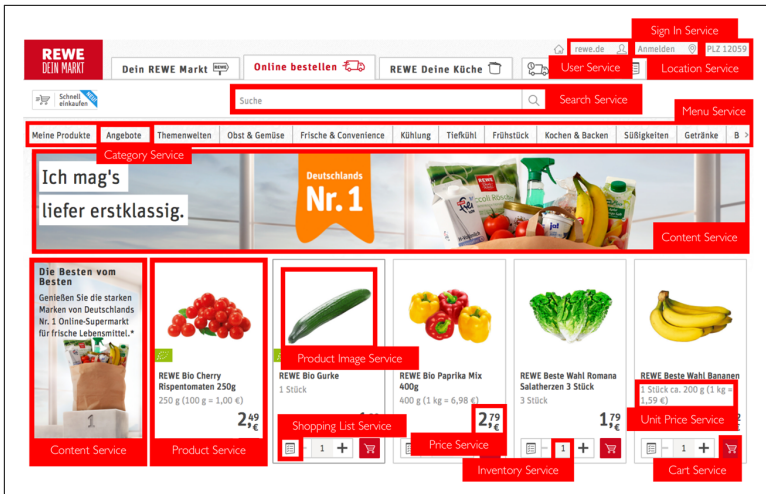 Sign In Service
REWE
DEIN MARKT
rewe.de
Anmelden
PLZ 12059
Dein REWE Markt REWE
Online bestellen
REWE Deine Küche
User Service
Location Service
Schnell
einkaufen
NEU
Suche
Search Service
Menu Service
Meine Produkte
Angebote
Themenwelten
Obst & Gemüse
Frische & Convenience
Kühlung
Tiefkühl
Frühstück
Kochen & Backen
Süßigkeiten
Getränke
B >
Category Service
Ich mag's
liefer erstklassig.
Deutschlands
Nr. 1
REWE
jal
Content Service
Die Besten vom
Besten
Genießen Sie die starken
Marken von Deutschlands
Nr. 1 Online-Supermarkt
für frische Lebensmittel.*
1
Content Service
REWE Bio Cherry
Rispentomaten 250g
250 g (100 g = 1,00 €)
2,49
€
Product Service
Product Image Service
REWE Bio Gurke
1 Stück
Shopping List Service
- 1 +
REWE Bio Paprika Mix
400g
400 g (1 kg = 6,98 €)
2,79
€
Price Service
REWE Beste Wahl Romana
Salatherzen 3 Stück
3 Stück
1,79
€
- 1 +
Inventory Service
REWE Beste Wahl Bananen
1 Stück ca. 200 g (1 kg =
1,59 €)
Unit Price Service
€
- 1 +
Cart Service